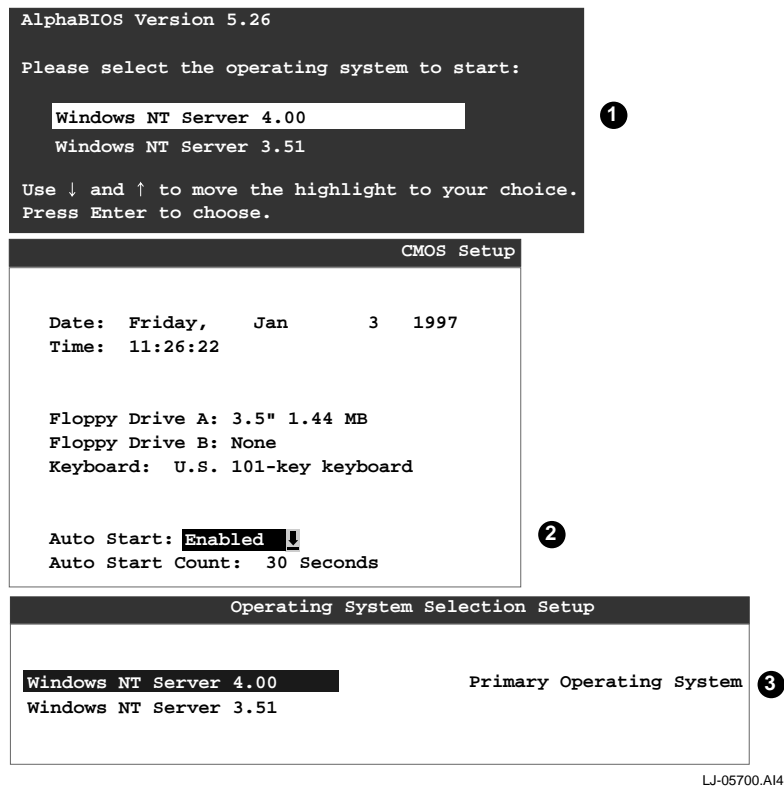 AlphaBIOS Version 5.26
Please select the operating system to start:
Windows NT Server 4.00
1
Windows NT Server 3.51
Use ↓ and ↑ to move the highlight to your choice.
Press Enter to choose.
CMOS Setup
Date: Friday, Jan 3 1997
Time: 11:26:22
Floppy Drive A: 3.5" 1.44 MB
Floppy Drive B: None
Keyboard: U.S. 101-key keyboard
Auto Start: Enabled ↓
2
Auto Start Count: 30 Seconds
Operating System Selection Setup
Windows NT Server 4.00 Primary Operating System
3
Windows NT Server 3.51
LJ-05700.AI4